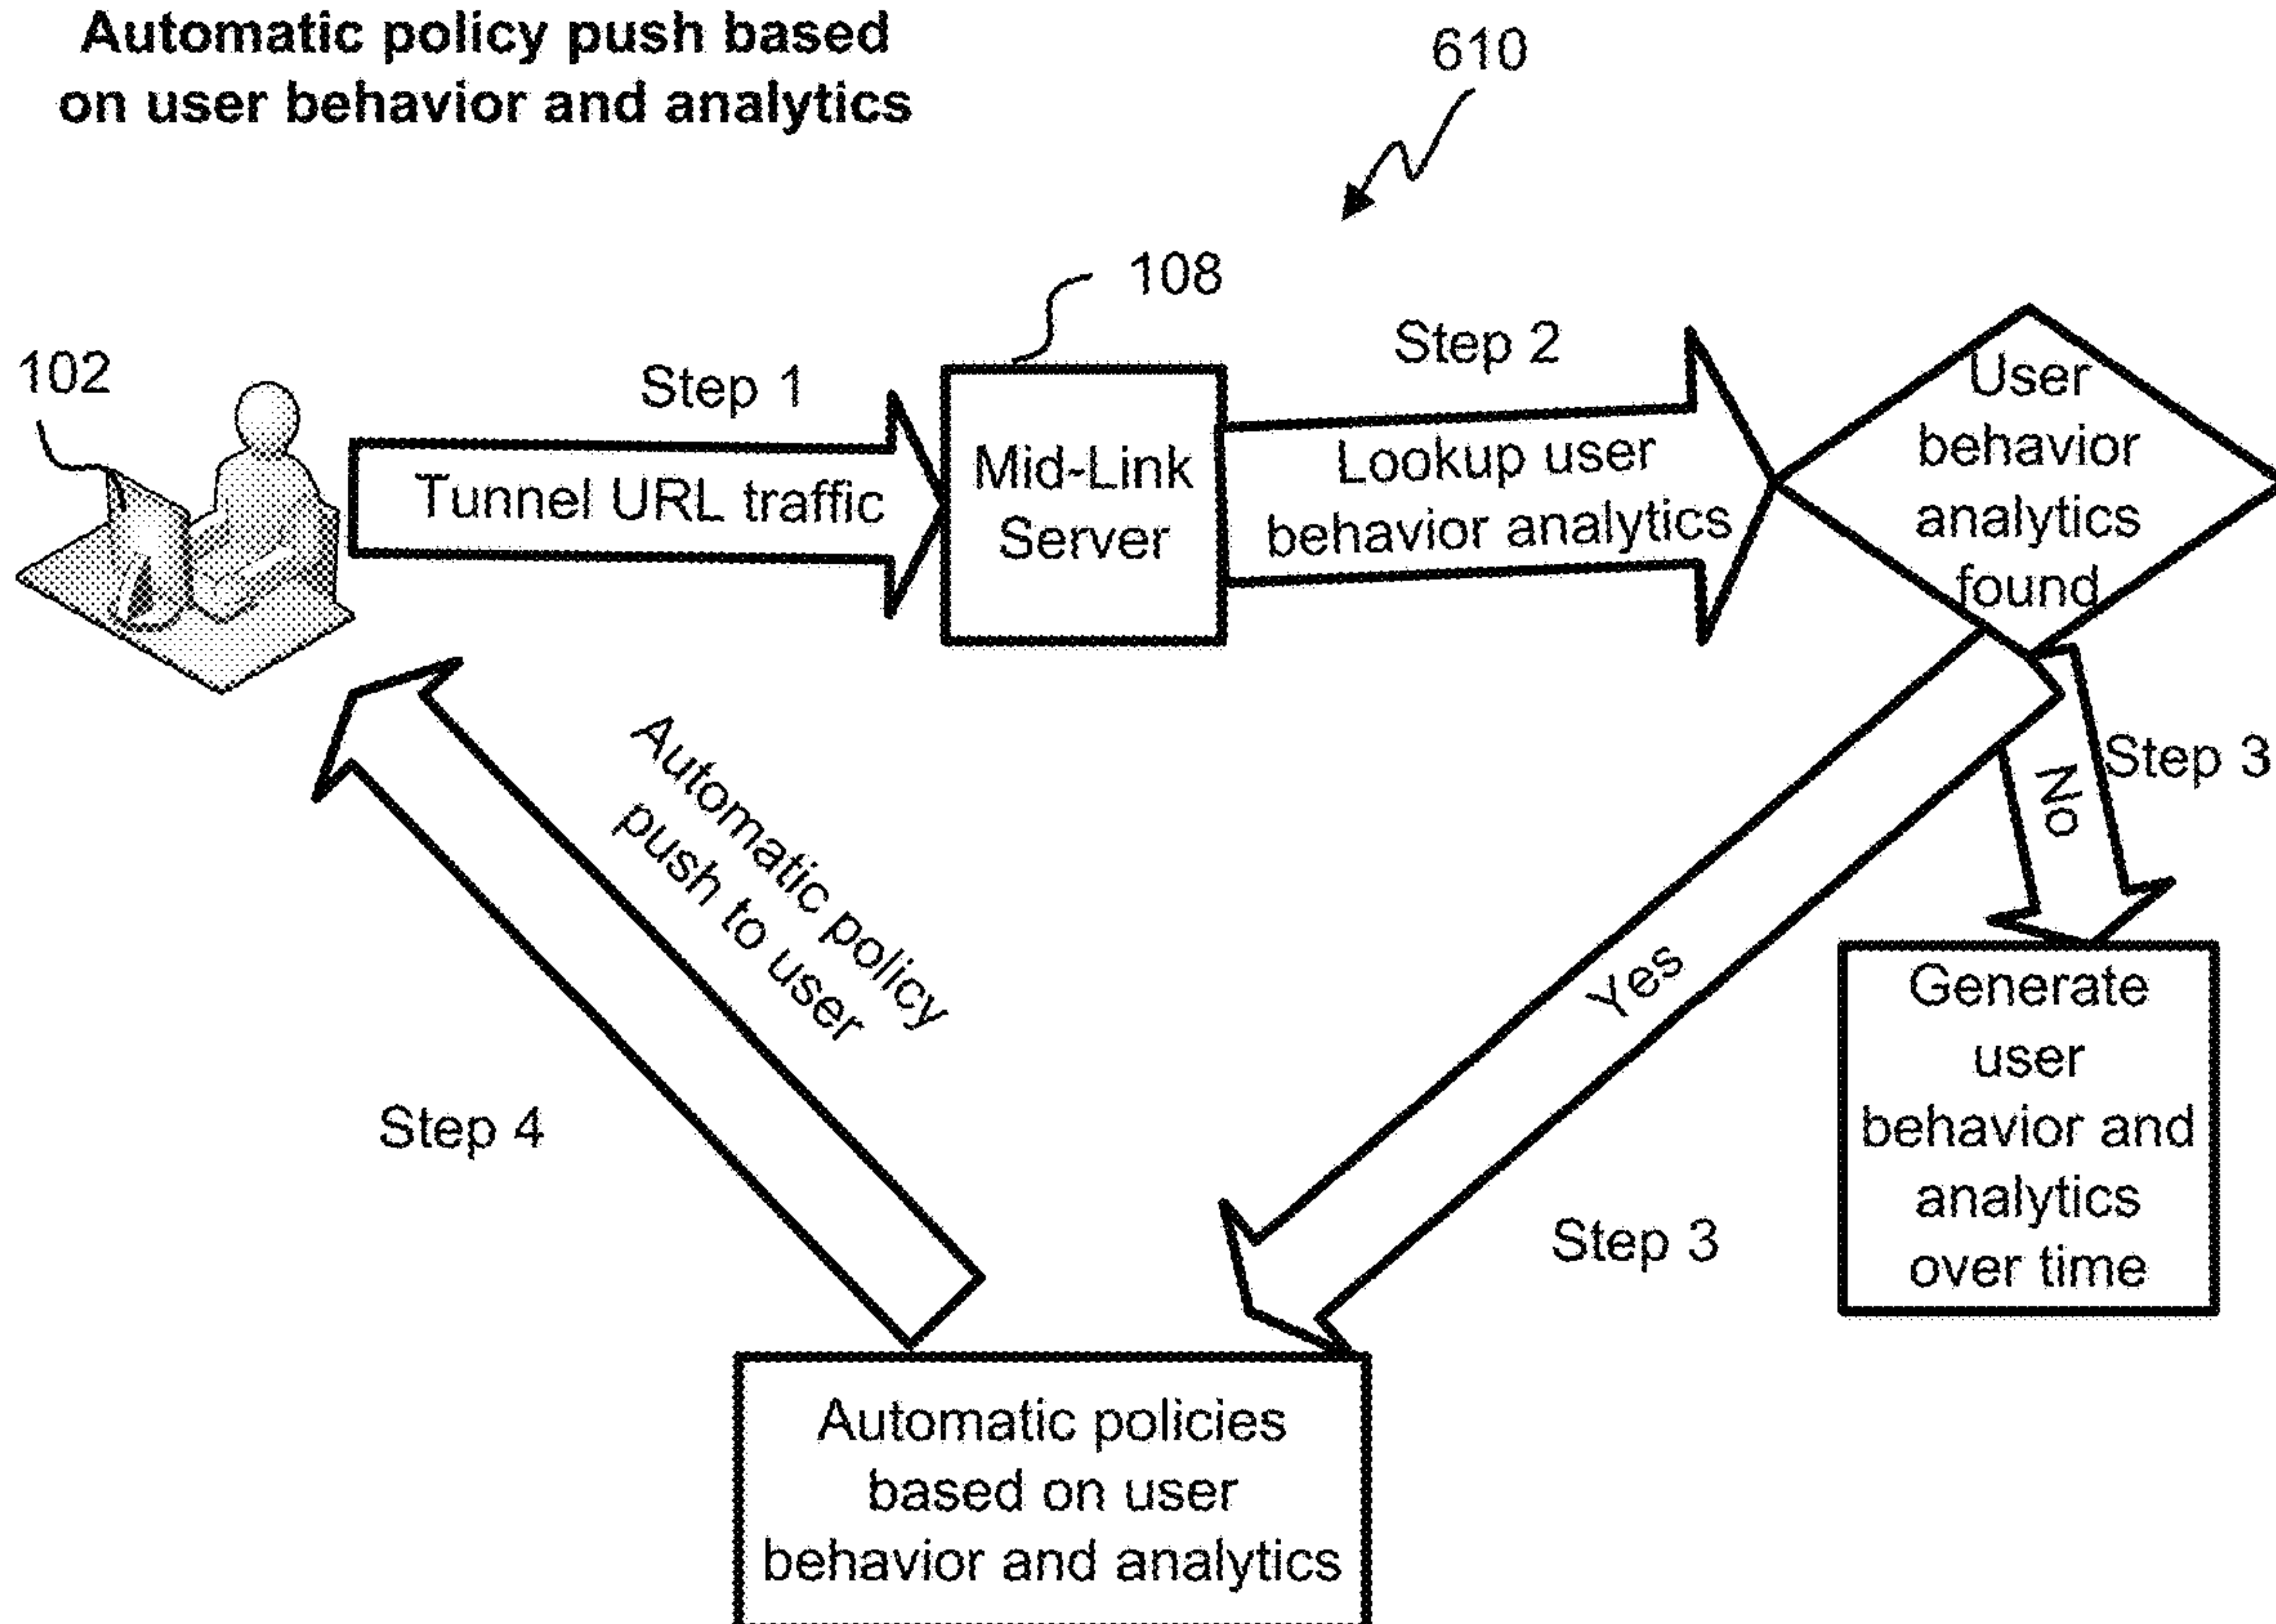 Automatic policy push based
on user behavior and analytics
610
108
102
Step 1
Tunnel URL traffic
Mid-Link
Server
Step 2
Lookup user
behavior analytics
User
behavior
analytics
found
Step 3
No
Yes
Step 3
Generate
user
behavior and
analytics
over time
Automatic policy
push to user
Step 4
Automatic policies
based on user
behavior and analytics